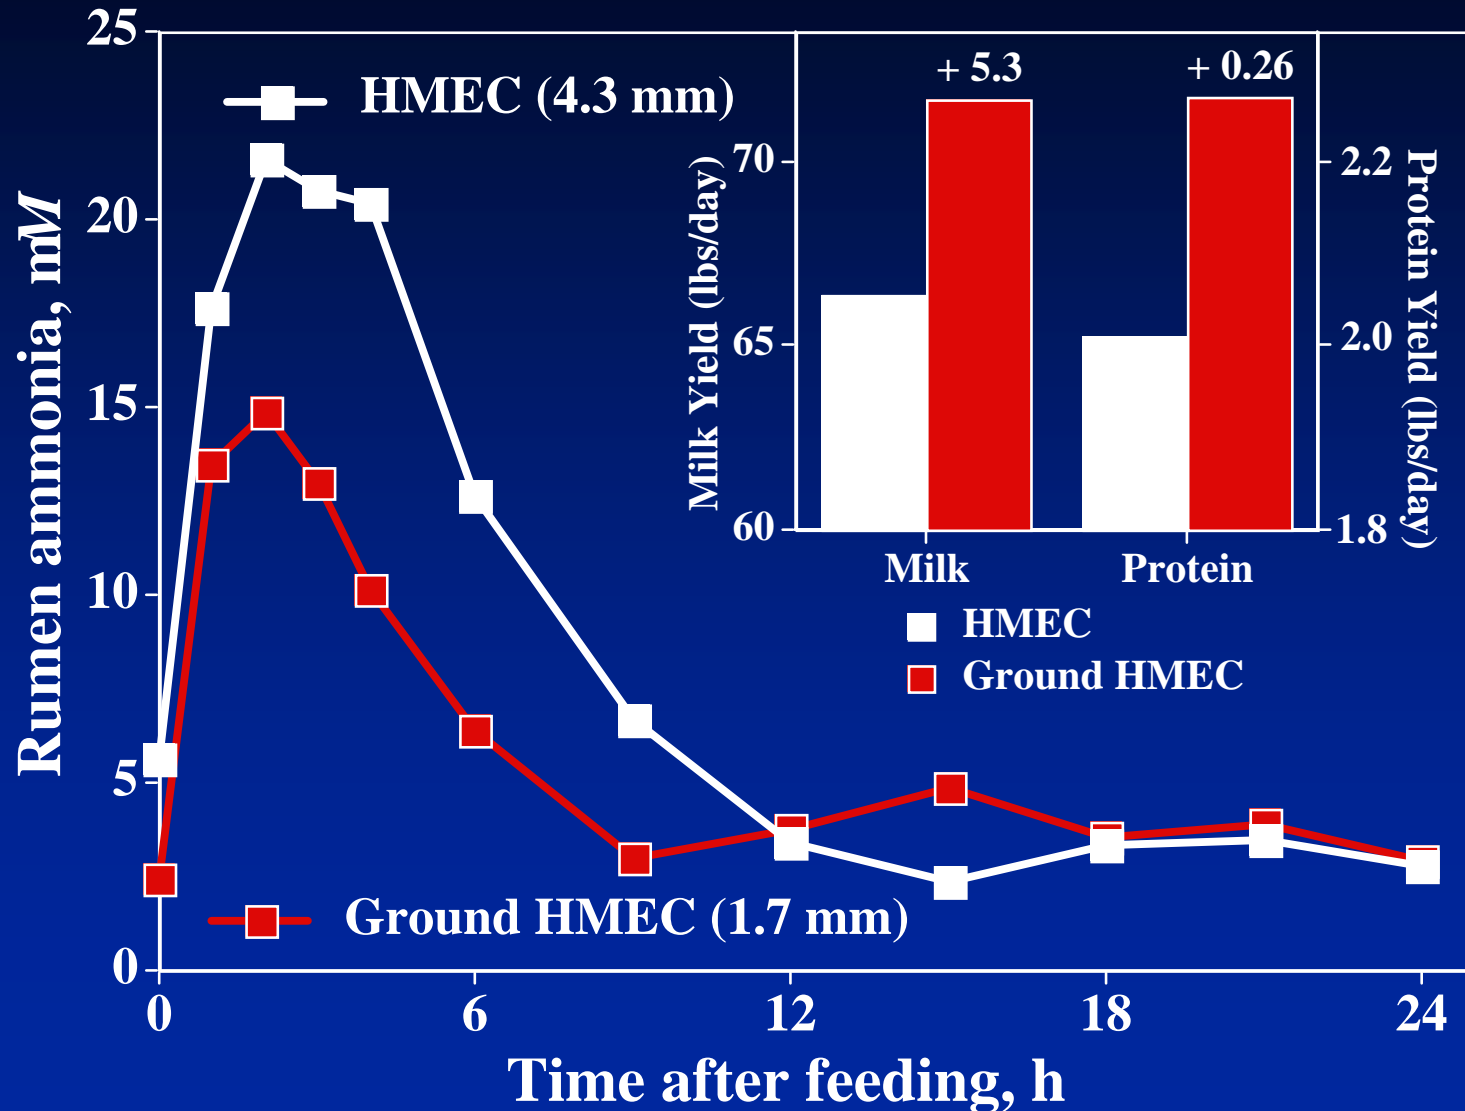 25
20
15
10
5
0
Rumen ammonia, mM
HMEC (4.3 mm)
Ground HMEC (1.7 mm)
0 6 12 18 24
Time after feeding, h
+ 5.3 + 0.26
70
65
60
Milk Yield (lbs/day)
2.2
2.0
1.8
Protein Yield (lbs/day)
Milk Protein
HMEC
Ground HMEC